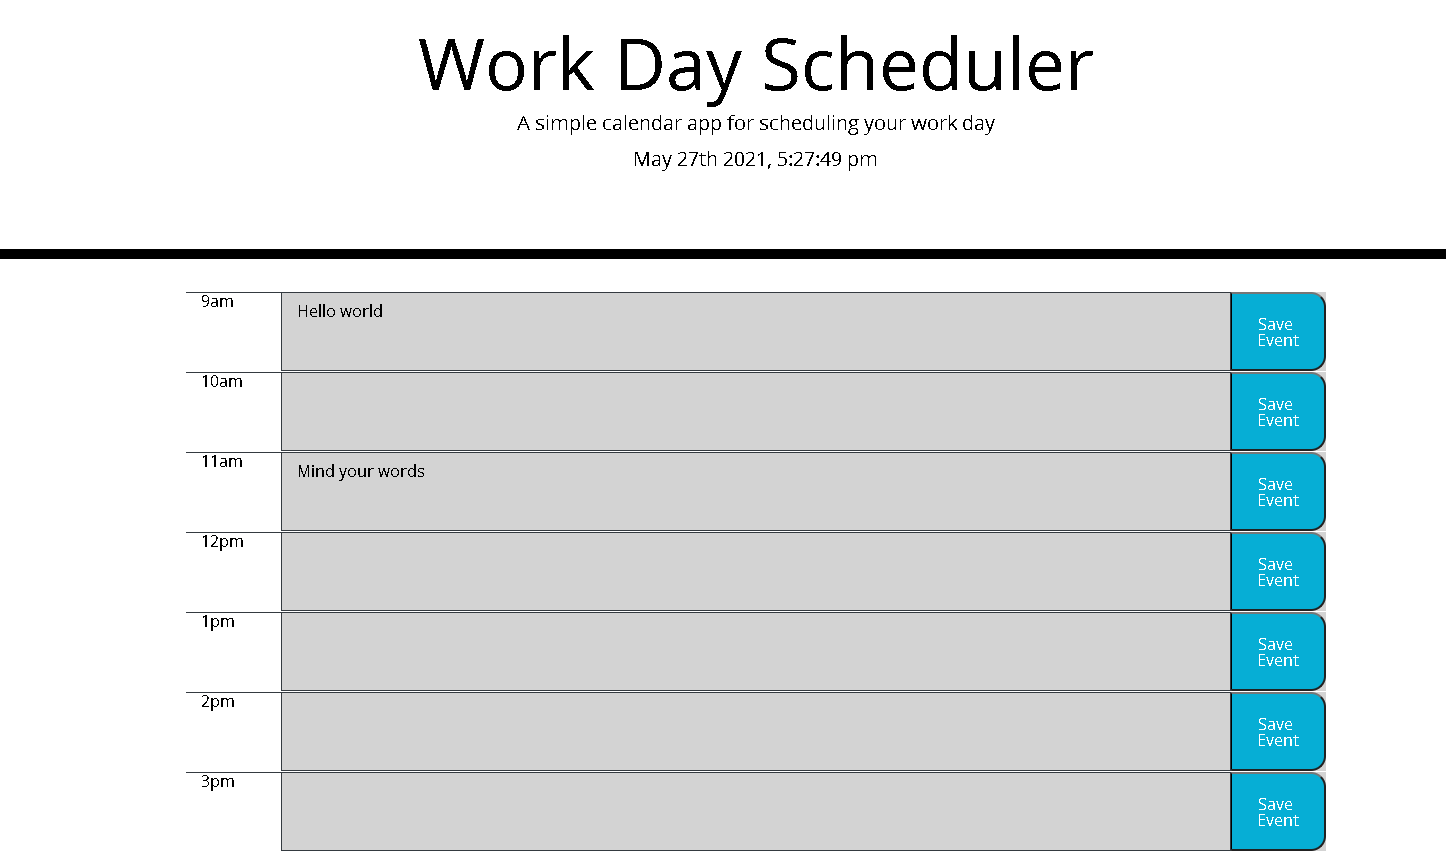 Work Day Scheduler
A simple calendar app for scheduling your work day
May 27th 2021, 5:27:49 pm
9am
Hello world
Save
Event
10am
Save
Event
11am
Mind your words
Save
Event
12pm
Save
Event
1pm
Save
Event
2pm
Save
Event
3pm
Save
Event